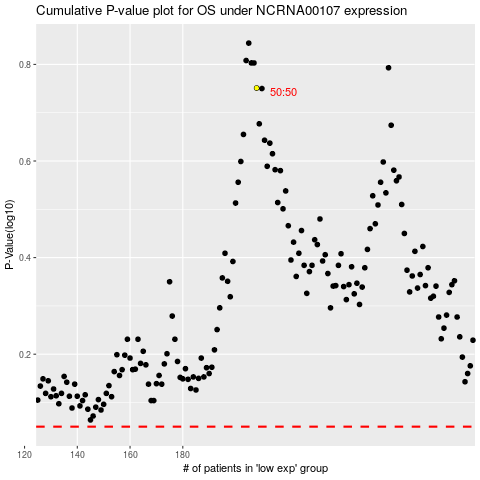 Cumulative P-value plot for OS under NCRNA00107 expression
P-Value(log10)
0.8
0.6
0.4
0.2
50:50
120 140 160 180
# of patients in 'low exp' group